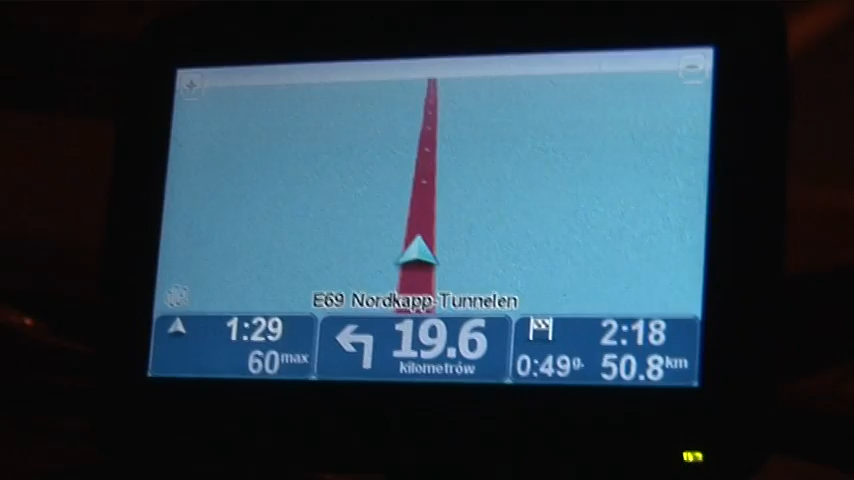 E69 Nordkapp-Tunnelen
1:29
60max
19.6
kilometrów
2:18
0:49g. 50.8km